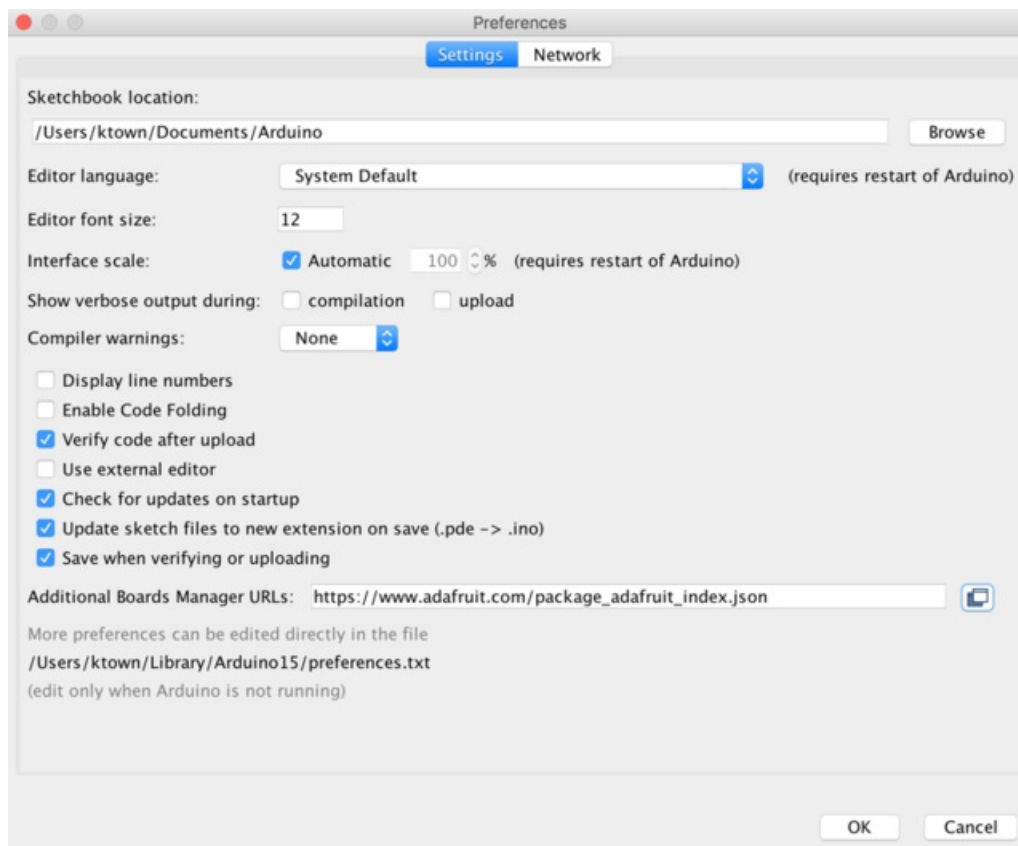 Preferences
Settings Network
Sketchbook location:
/Users/ktown/Documents/Arduino Browse
Editor language: System Default (requires restart of Arduino)
Editor font size: 12
Interface scale: Automatic 100 % (requires restart of Arduino)
Show verbose output during: compilation upload
Compiler warnings: None
Display line numbers
Enable Code Folding
Verify code after upload
Use external editor
Check for updates on startup
Update sketch files to new extension on save (.pde -> .ino)
Save when verifying or uploading
Additional Boards Manager URLs: https://www.adafruit.com/package_adafruit_index.json
More preferences can be edited directly in the file
/Users/ktown/Library/Arduino15/preferences.txt
(edit only when Arduino is not running)
OK Cancel